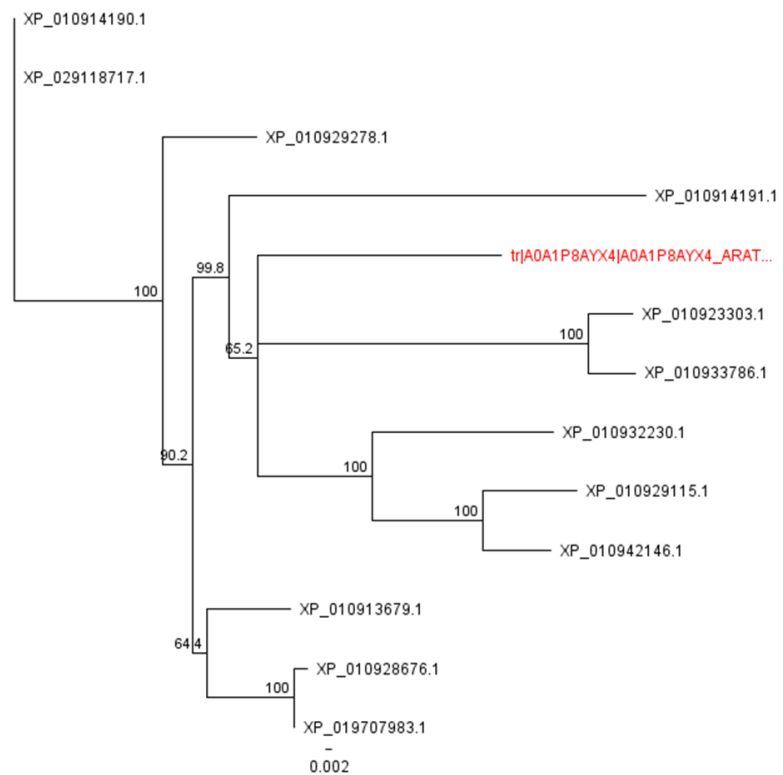 XP_010914190.1
XP_029118717.1
XP_010929278.1
XP_010914191.1
tr|A0A1P8AYX4|A0A1P8AYX4_ARAT...
99.8
100
XP_010923303.1
100
65.2
XP_010933786.1
XP_010932230.1
90.2
100
XP_010929115.1
100
XP_010942146.1
XP_010913679.1
64.4
XP_010928676.1
100
XP_019707983.1
0.002